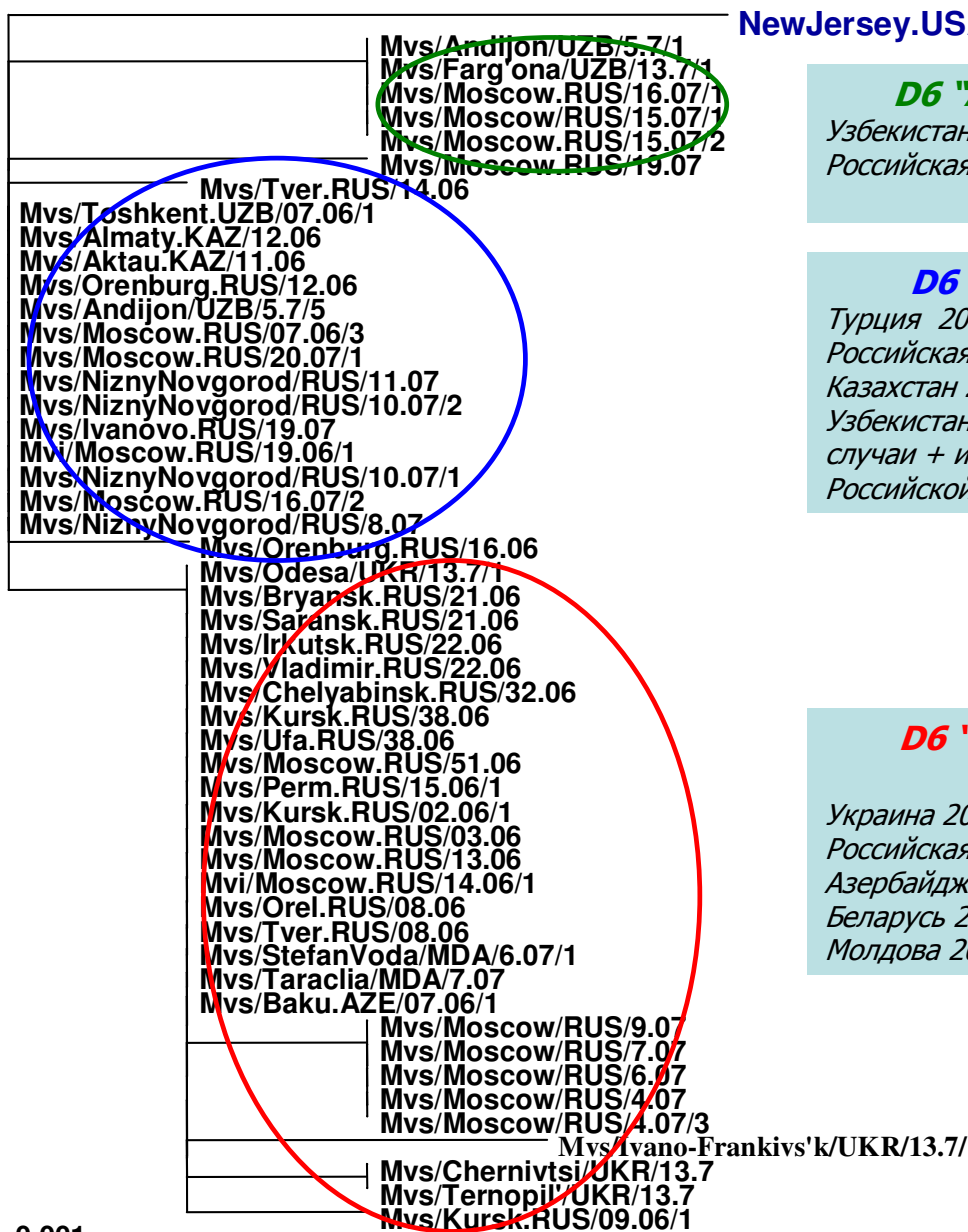 NewJersey.US
Mvs/Andijon/UZB/5.7/1
Mvs/Farg'ona/UZB/13.7/1
Mvs/Moscow.RUS/16.07/1
Mvs/Moscow/RUS/15.07/1
Mvs/Moscow.RUS/15.07/2
Mvs/Moscow.RUS/19.07
Mvs/Tver.RUS/14.06
Mvs/Toshkent.UZB/07.06/1
Mvs/Almaty.KAZ/12.06
Mvs/Aktau.KAZ/11.06
Mvs/Orenburg.RUS/12.06
Mvs/Andijon/UZB/5.7/5
Mvs/Moscow.RUS/07.06/3
Mvs/Moscow.RUS/20.07/1
Mvs/NiznyNovgorod/RUS/11.07
Mvs/NiznyNovgorod/RUS/10.07/2
Mvs/Ivanovo.RUS/19.07
Mvi/Moscow.RUS/19.06/1
Mvs/NiznyNovgorod/RUS/10.07/1
Mvs/Moscow.RUS/16.07/2
Mvs/NiznyNovgorod/RUS/8.07
Mvs/Orenburg.RUS/16.06
Mvs/Odesa/UKR/13.7/1
Mvs/Bryansk.RUS/21.06
Mvs/Saransk.RUS/21.06
Mvs/Irkutsk.RUS/22.06
Mvs/Vladimir.RUS/22.06
Mvs/Chelyabinsk.RUS/32.06
Mvs/Kursk.RUS/38.06
Mvs/Ufa.RUS/38.06
Mvs/Moscow.RUS/51.06
Mvs/Perm.RUS/15.06/1
Mvs/Kursk.RUS/02.06/1
Mvs/Moscow.RUS/03.06
Mvs/Moscow.RUS/13.06
Mvi/Moscow.RUS/14.06/1
Mvs/Orel.RUS/08.06
Mvs/Tver.RUS/08.06
Mvs/StefanVoda/MDA/6.07/1
Mvs/Taraclia/MDA/7.07
Mvs/Baku.AZE/07.06/1
Mvs/Moscow/RUS/9.07
Mvs/Moscow/RUS/7.07
Mvs/Moscow/RUS/6.07
Mvs/Moscow/RUS/4.07
Mvs/Moscow/RUS/4.07/3
Mvs/Ivano-Frankivs'k/UKR/13.7/
Mvs/Chernivtsi/UKR/13.7
Mvs/Ternopil'/UKR/13.7
Mvs/Kursk.RUS/09.06/1
D6 "
Узбекистан
Российская
D6
Турция 20
Российская
Казахстан
Узбекистан
случаи + и
Российской
D6 "
Украина 20
Российская
Азербайдж
Беларусь 2
Молдова 20